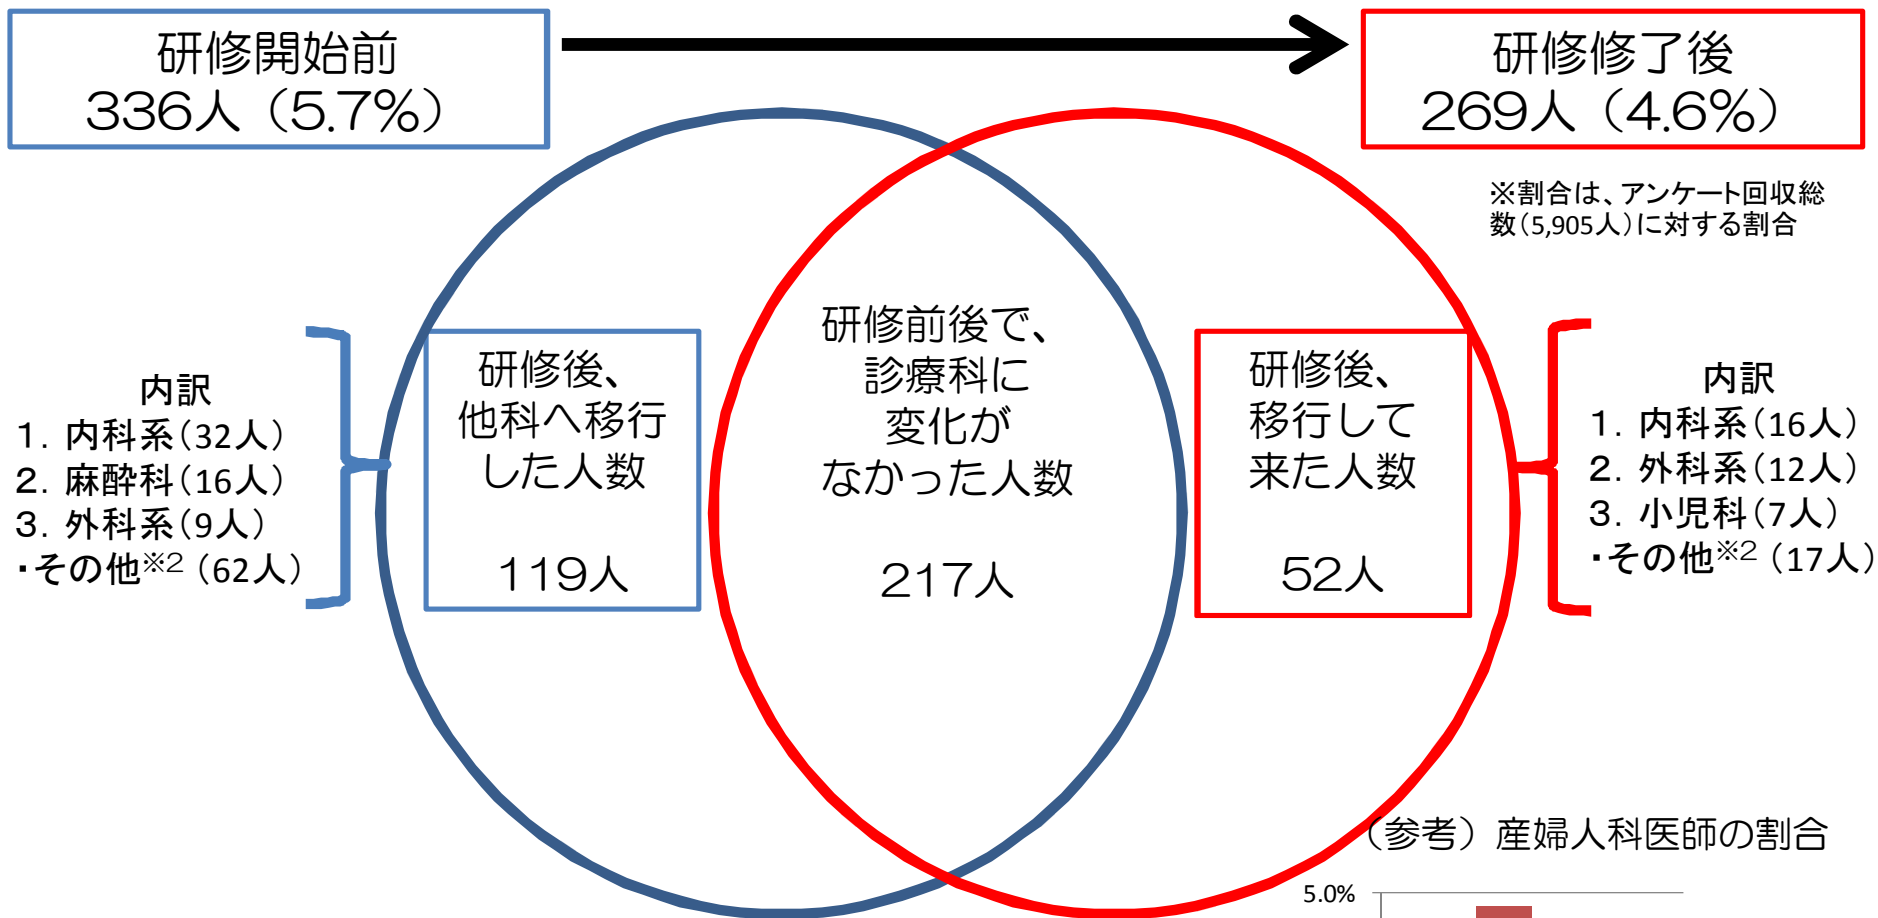 研修開始前
336人（5.7%）
研修修了後
269人（4.6%）
※割合は、アンケート回収総
数（5,905人）に対する割合
内訳
1．内科系（32人）
2．麻酔科（16人）
3．外科系（9人）
・その他※2（62人）
研修後、
他科へ移行
した人数
119人
研修前後で、
診療科に
変化が
なかった人数
217人
研修後、
移行して
来た人数
52人
内訳
1．内科系（16人）
2．外科系（12人）
3．小児科（7人）
・その他※2（17人）
（参考）産婦人科医師の割合
5.0%